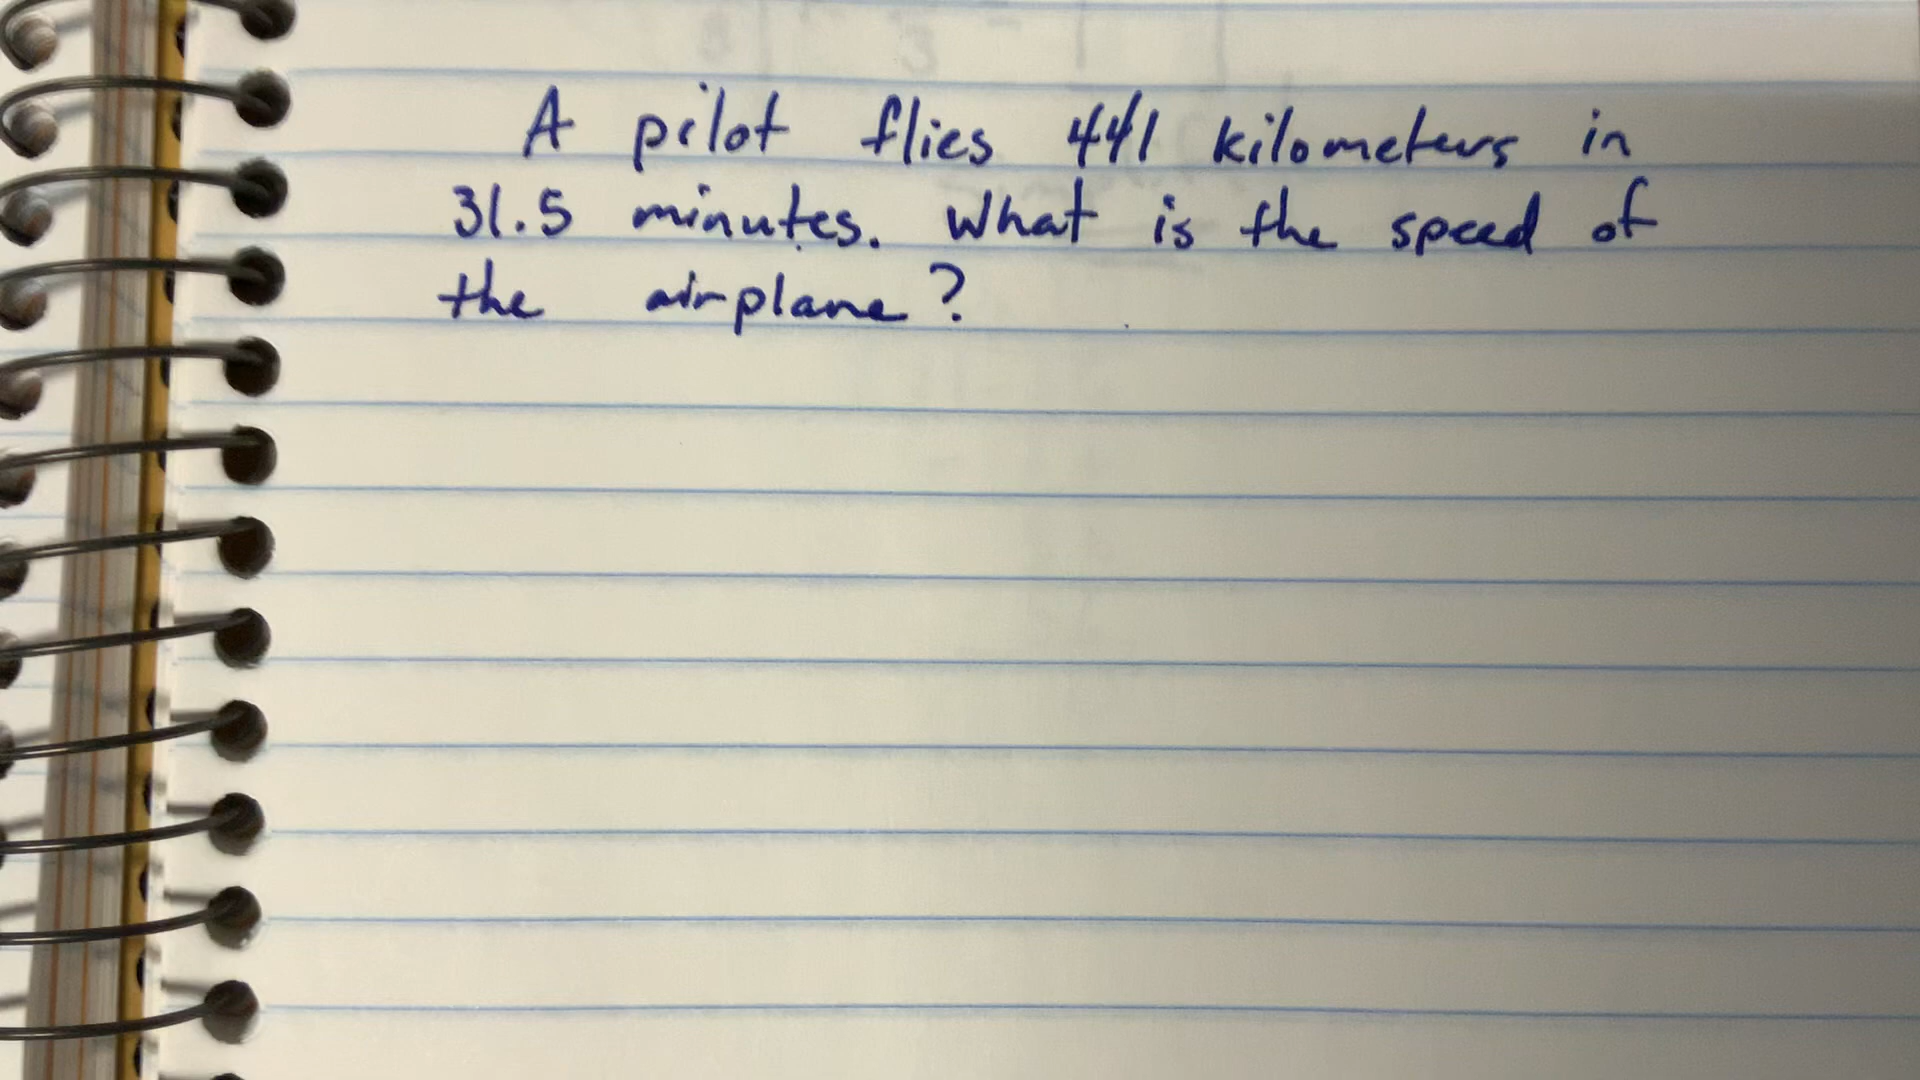 A pilot flies 441 kilometers in
31.5 minutes. What is the speed of
the airplane?